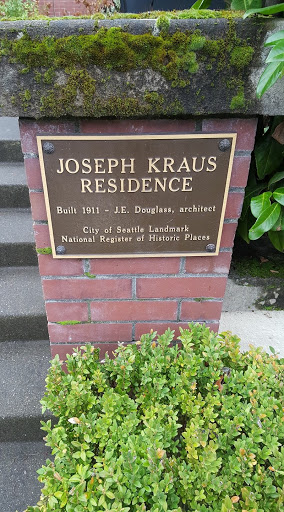 JOSEPH KRAUS
RESIDENCE
Built 1911 - J.E. Douglass, architect
City of Seattle Landmark
National Register of Historic Places